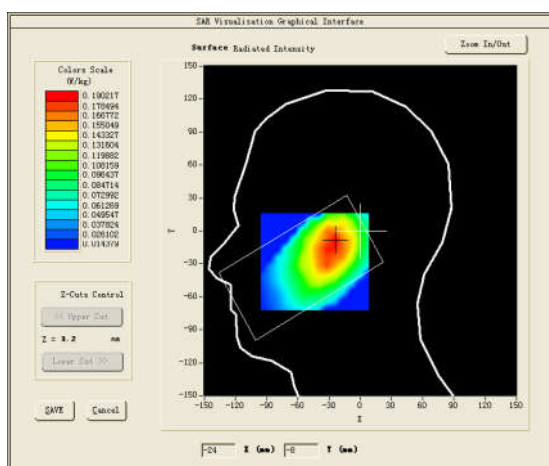 SAR Visualisation Graphical Interface
Surface Radiated Intensity
Zoom In/Out
Colors Scale
(W/kg)
0.190217
0.178494
0.166772
0.155049
0.143327
0.131604
0.119882
0.108159
0.096437
0.084714
0.072992
0.061269
0.049547
0.037824
0.026102
0.014379
150
120
90
60
30
0
-30
-60
-90
-120
-150
Y
-150 -120 -90 -60 -30 0 30 60 90 120 150
X
Z-Cuts Control
<< Upper Cut
Z = 3.2 mm
Lower Cut >>
SAVE Cancel
-24 X (mm) -8 Y (mm)